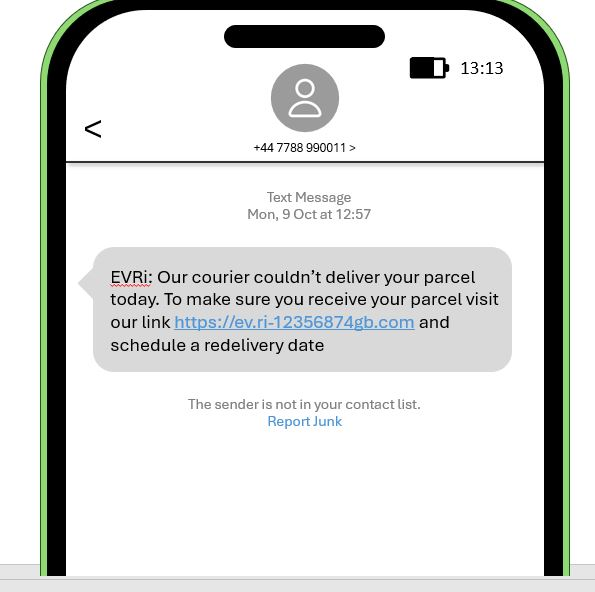 13:13
<
+44 7788 990011 >
Text Message
Mon, 9 Oct at 12:57
EVRi: Our courier couldn’t deliver your parcel
today. To make sure you receive your parcel visit
our link https://ev.ri-12356874gb.com and
schedule a redelivery date
The sender is not in your contact list.
Report Junk